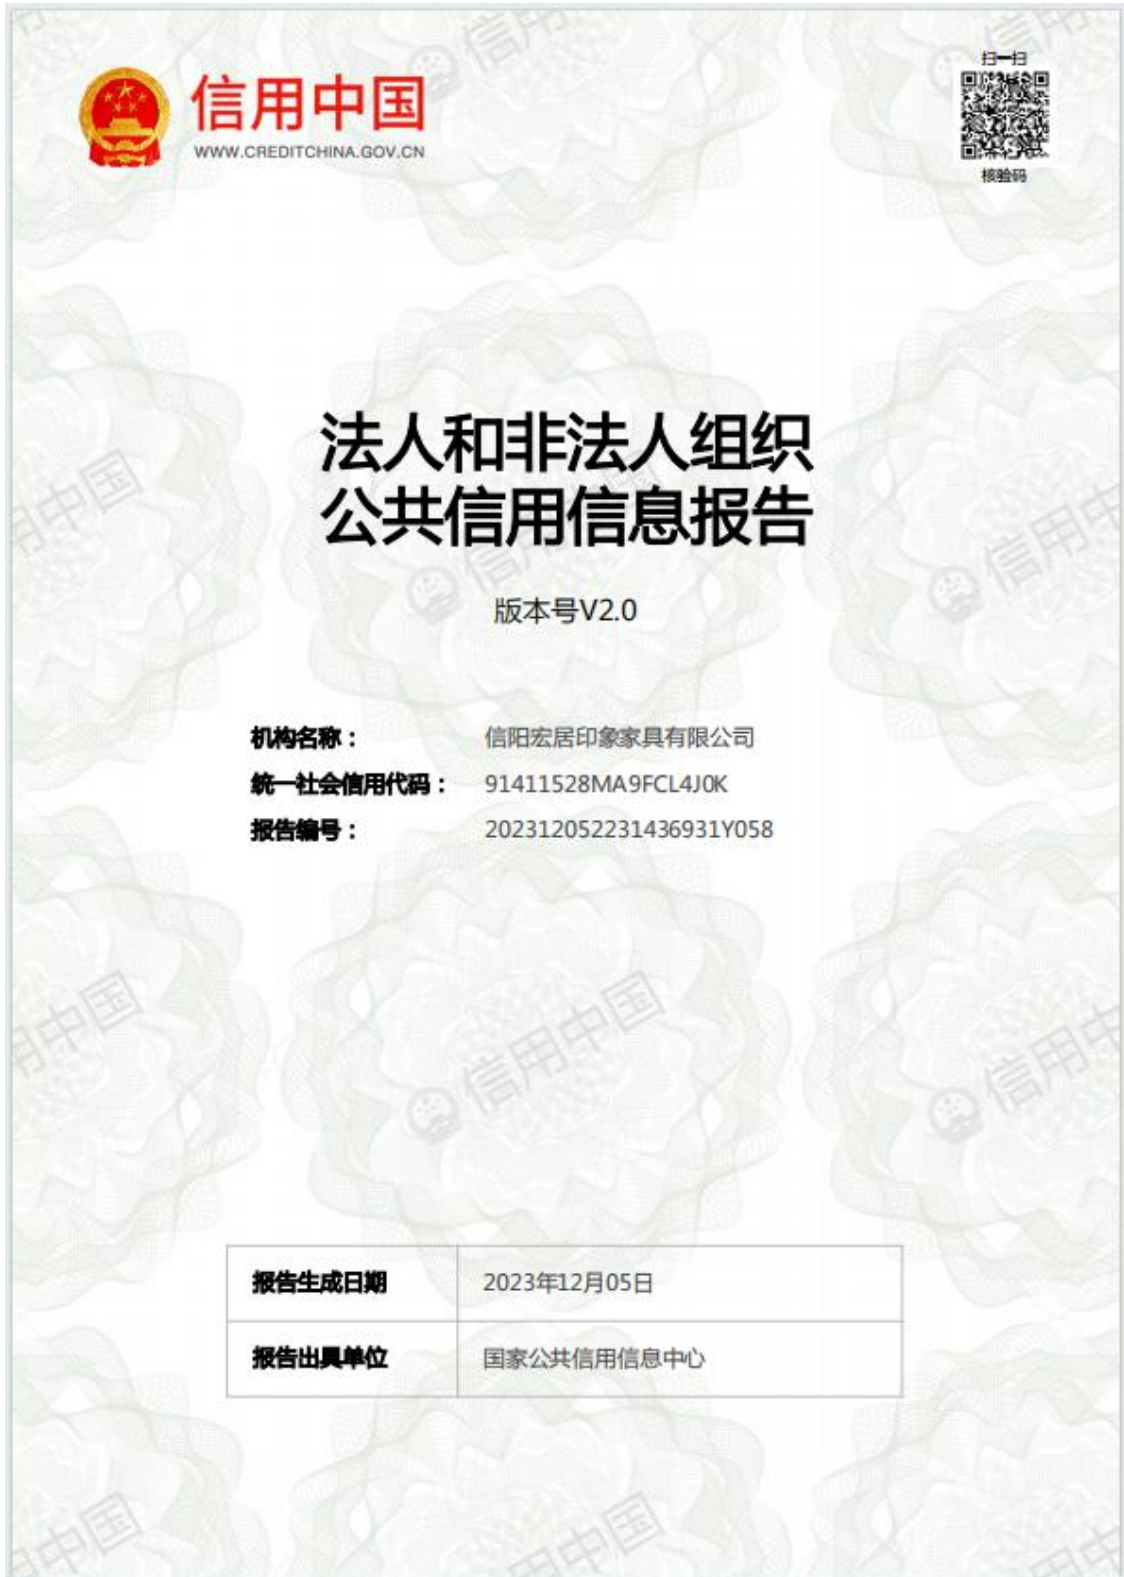 扫一扫
信用中国
WWW.CREDITCHINA.GOV.CN
核验码
法人和非法人组织
公共信用信息报告
版本号V2.0
机构名称： 信阳宏居印象家具有限公司
统一社会信用代码： 91411528MA9FCL4J0K
报告编号： 202312052231436931Y058
报告生成日期 2023年12月05日
报告出具单位 国家公共信用信息中心